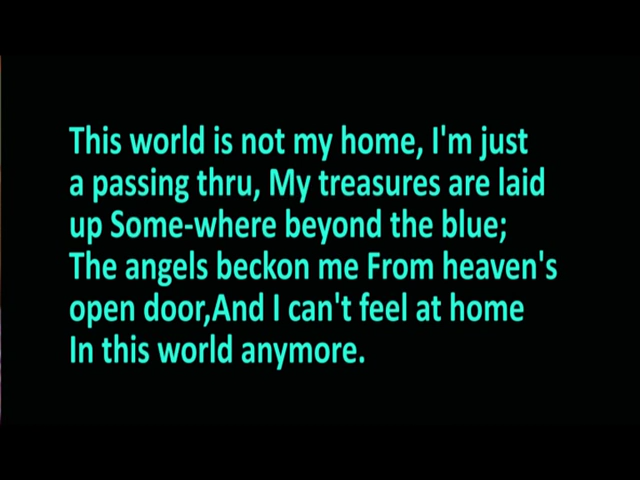 This world is not my home, I'm just
a passing thru, My treasures are laid
up Some-where beyond the blue;
The angels beckon me From heaven's
open door,And I can't feel at home
In this world anymore.